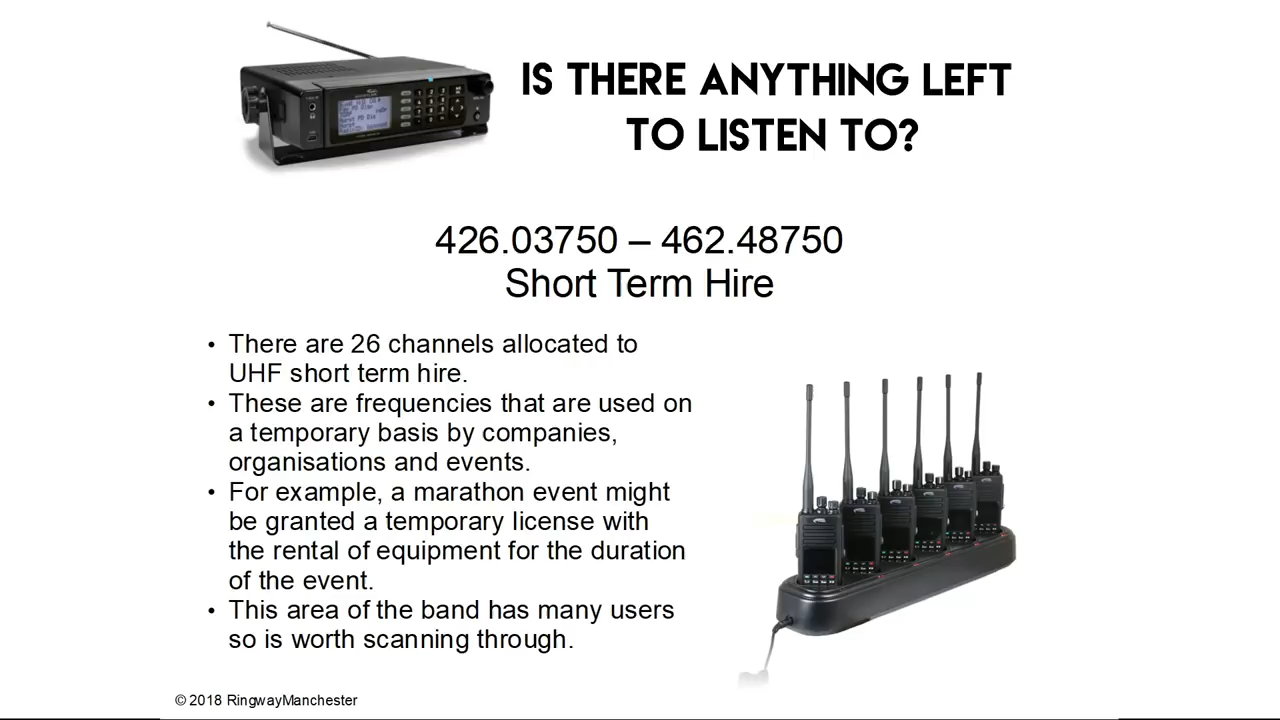 IS THERE ANYTHING LEFT
TO LISTEN TO?
426.03750 – 462.48750
Short Term Hire
• There are 26 channels allocated to
UHF short term hire.
• These are frequencies that are used on
a temporary basis by companies,
organisations and events.
• For example, a marathon event might
be granted a temporary license with
the rental of equipment for the duration
of the event.
• This area of the band has many users
so is worth scanning through.
© 2018 RingwayManchester